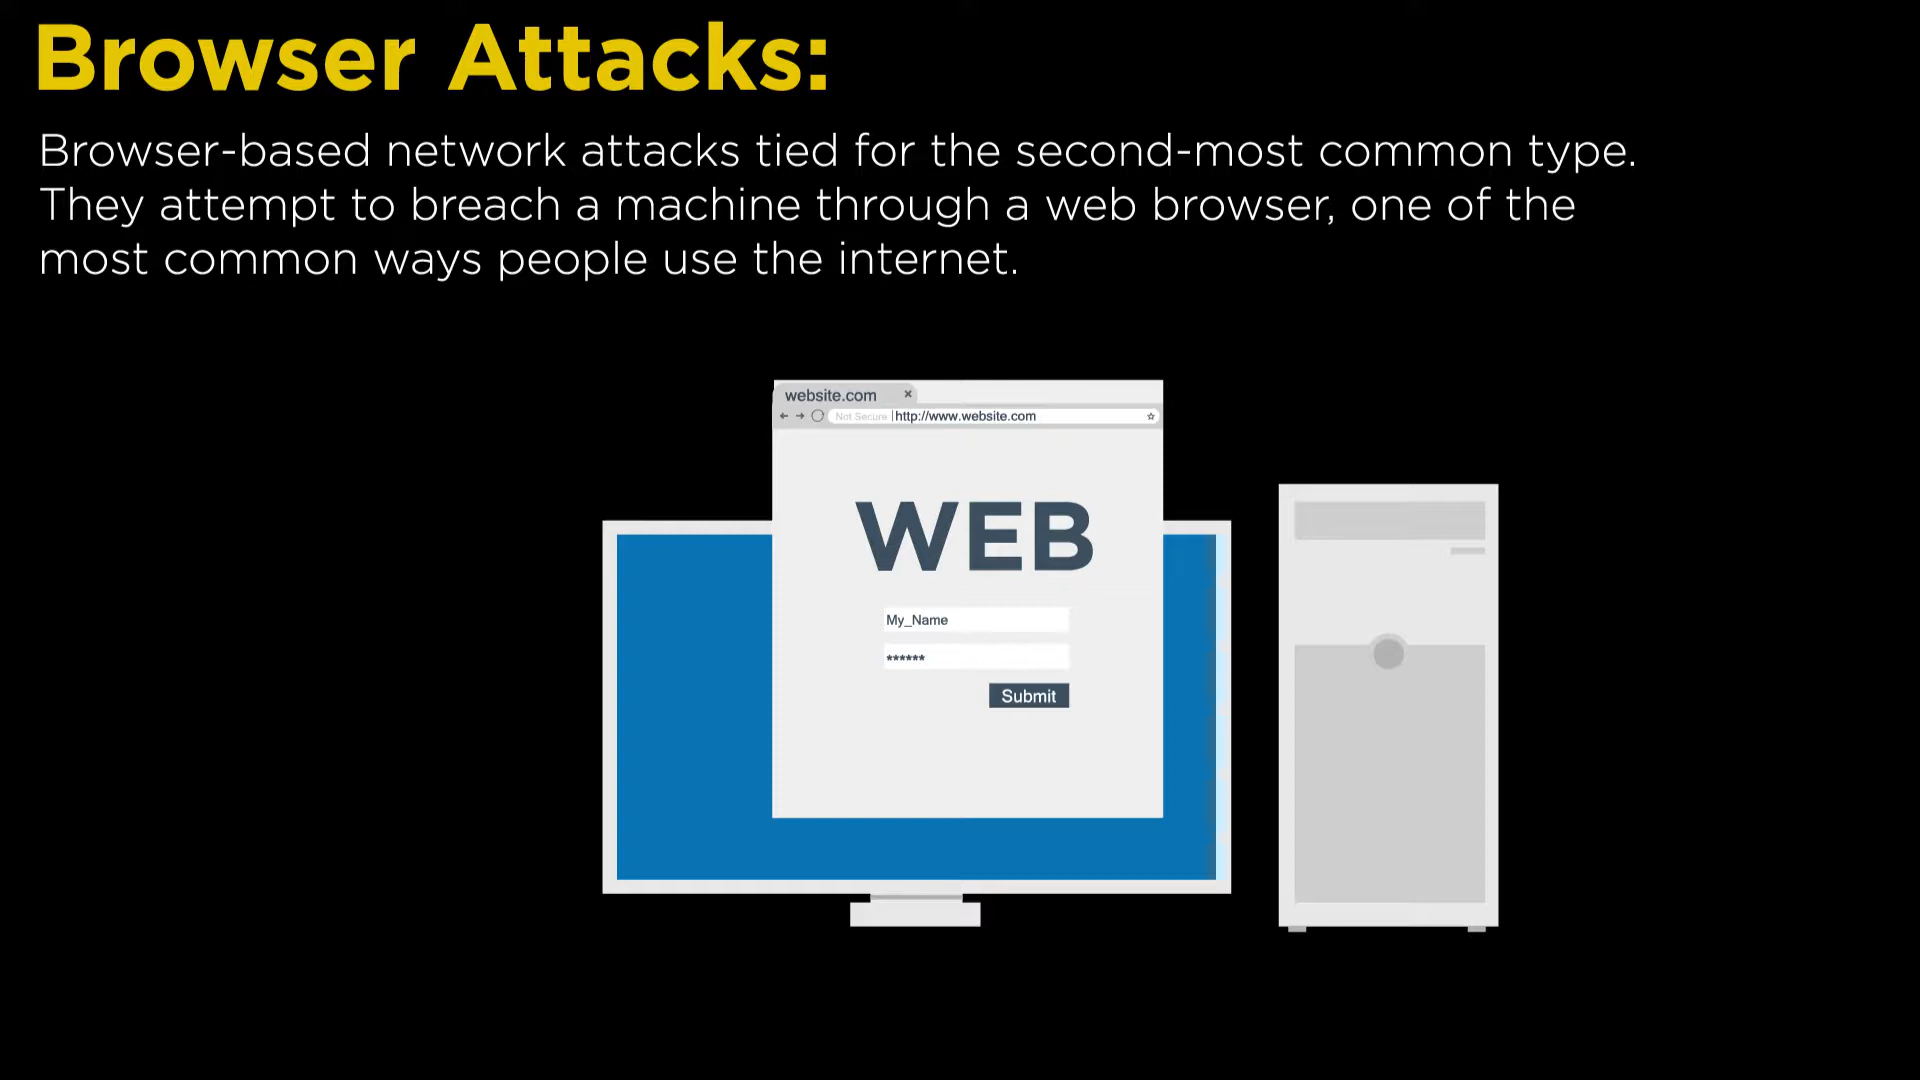 Browser Attacks:
Browser-based network attacks tied for the second-most common type.
They attempt to breach a machine through a web browser, one of the
most common ways people use the internet.
website.com ×
Not Secure |http://www.website.com
WEB
My_Name
******
Submit